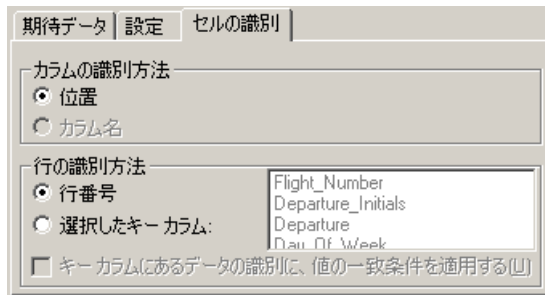 期待データ 設定 セルの識別
カラムの識別方法
位置
カラム名
行の識別方法
行番号
選択したキー カラム:
Flight_Number
Departure_Initials
Departure
Day_Of_Week
キー カラムにあるデータの識別に、値の一致条件を適用する(U)